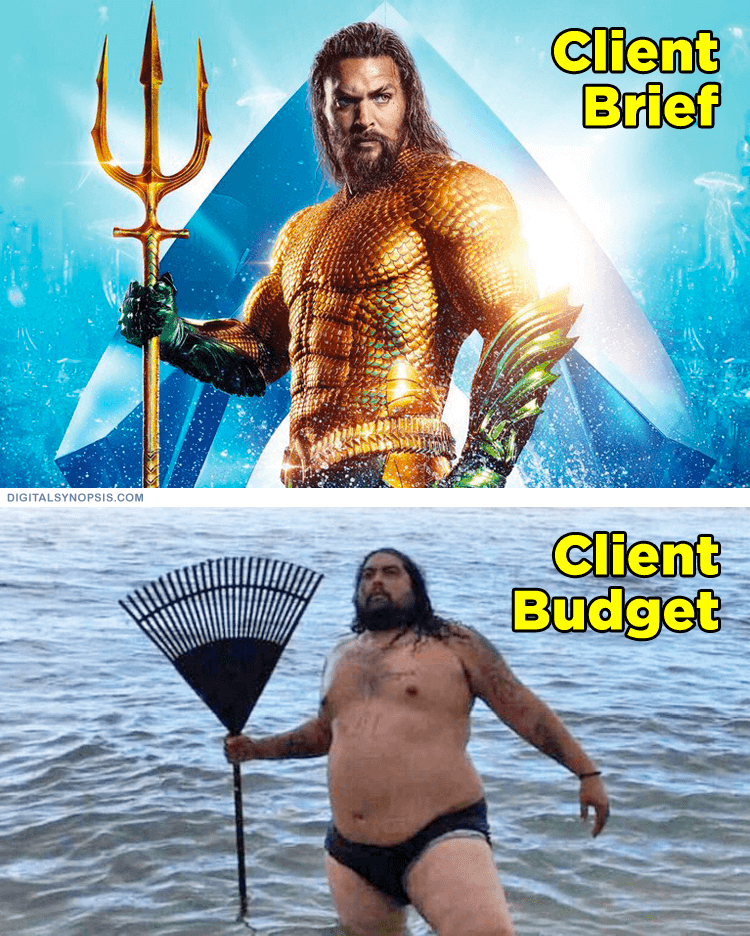 Client
Brief
DIGITALSYNOPSIS.COM
Client
Budget